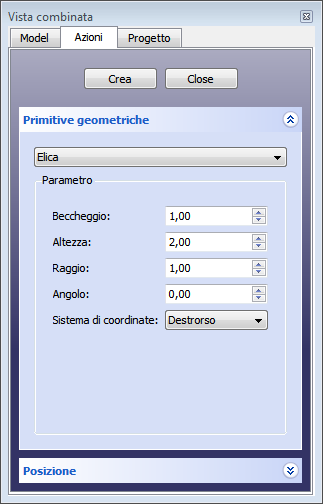 Vista combinata
Model Azioni Progetto
Crea Close
Primitive geometriche
Elica
Parametro
Beccheggio: 1,00
Altezza: 2,00
Raggio: 1,00
Angolo: 0,00
Sistema di coordinate: Destrorso
Posizione